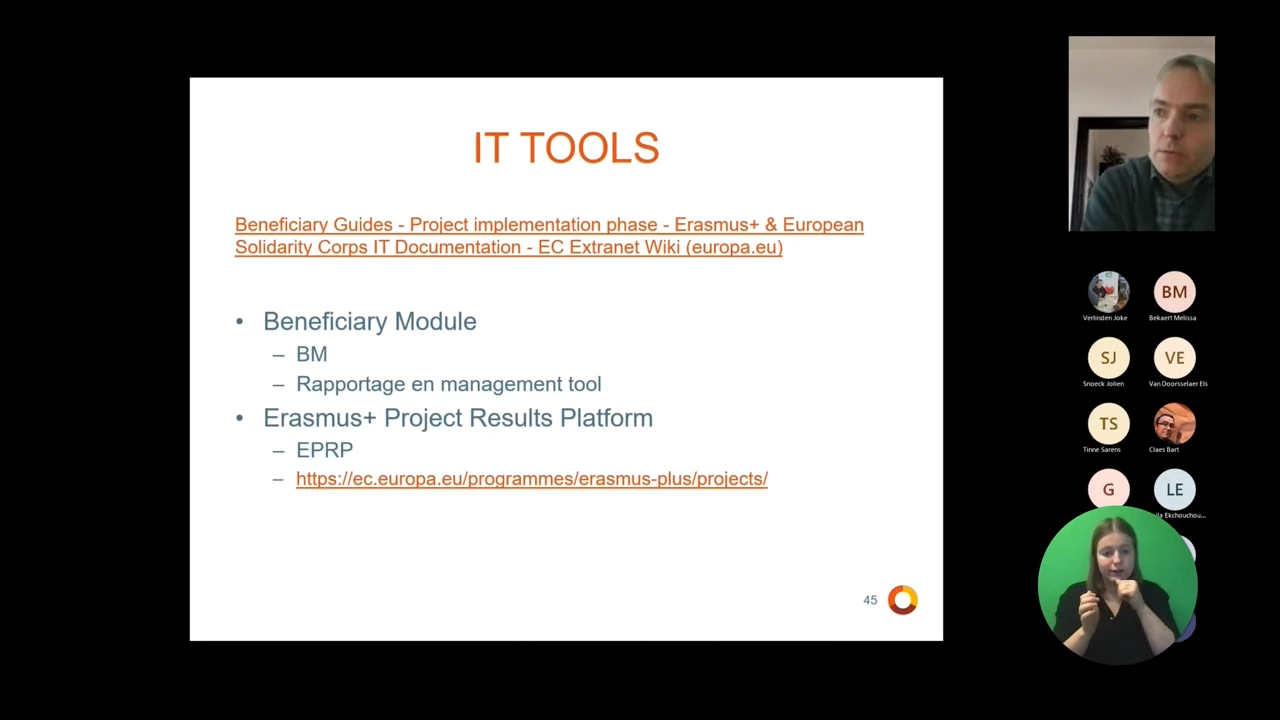 IT TOOLS
Beneficiary Guides - Project implementation phase - Erasmus+ & European
Solidarity Corps IT Documentation - EC Extranet Wiki (europa.eu)
• Beneficiary Module
– BM
– Rapportage en management tool
• Erasmus+ Project Results Platform
– EPRP
– https://ec.europa.eu/programmes/erasmus-plus/projects/
45
BM
Verlinden Joke
Bekaert Melissa
SJ
VE
Snoeck Jolien
Van Doorsselaer Els
TS
Tinne Sarens
Claes Bart
G
LE
Ekchouchou...